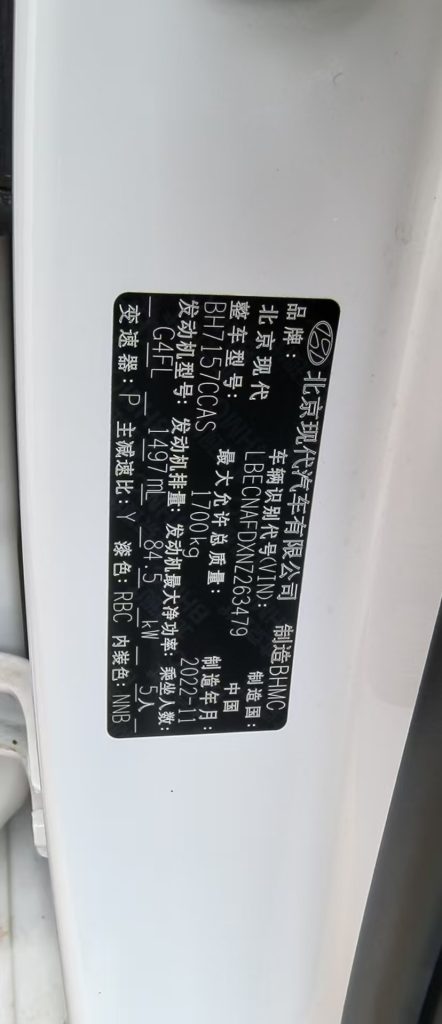 北京现代汽车有限公司 制造BHMC
品牌: 车辆识别代号(VIN): 制造国:
北京现代 LBECNAFDXNZ263479 中国
整车型号: 最大允许总质量: 制造年月:
BH7157CCAS 1700kg 2022-11
发动机型号: 发动机排量: 发动机最大净功率: 乘坐人数:
G4FL 1497mL 84.5 kW 5人
变速器: P 主减速比: Y 漆色: RBC 内装色: NNB